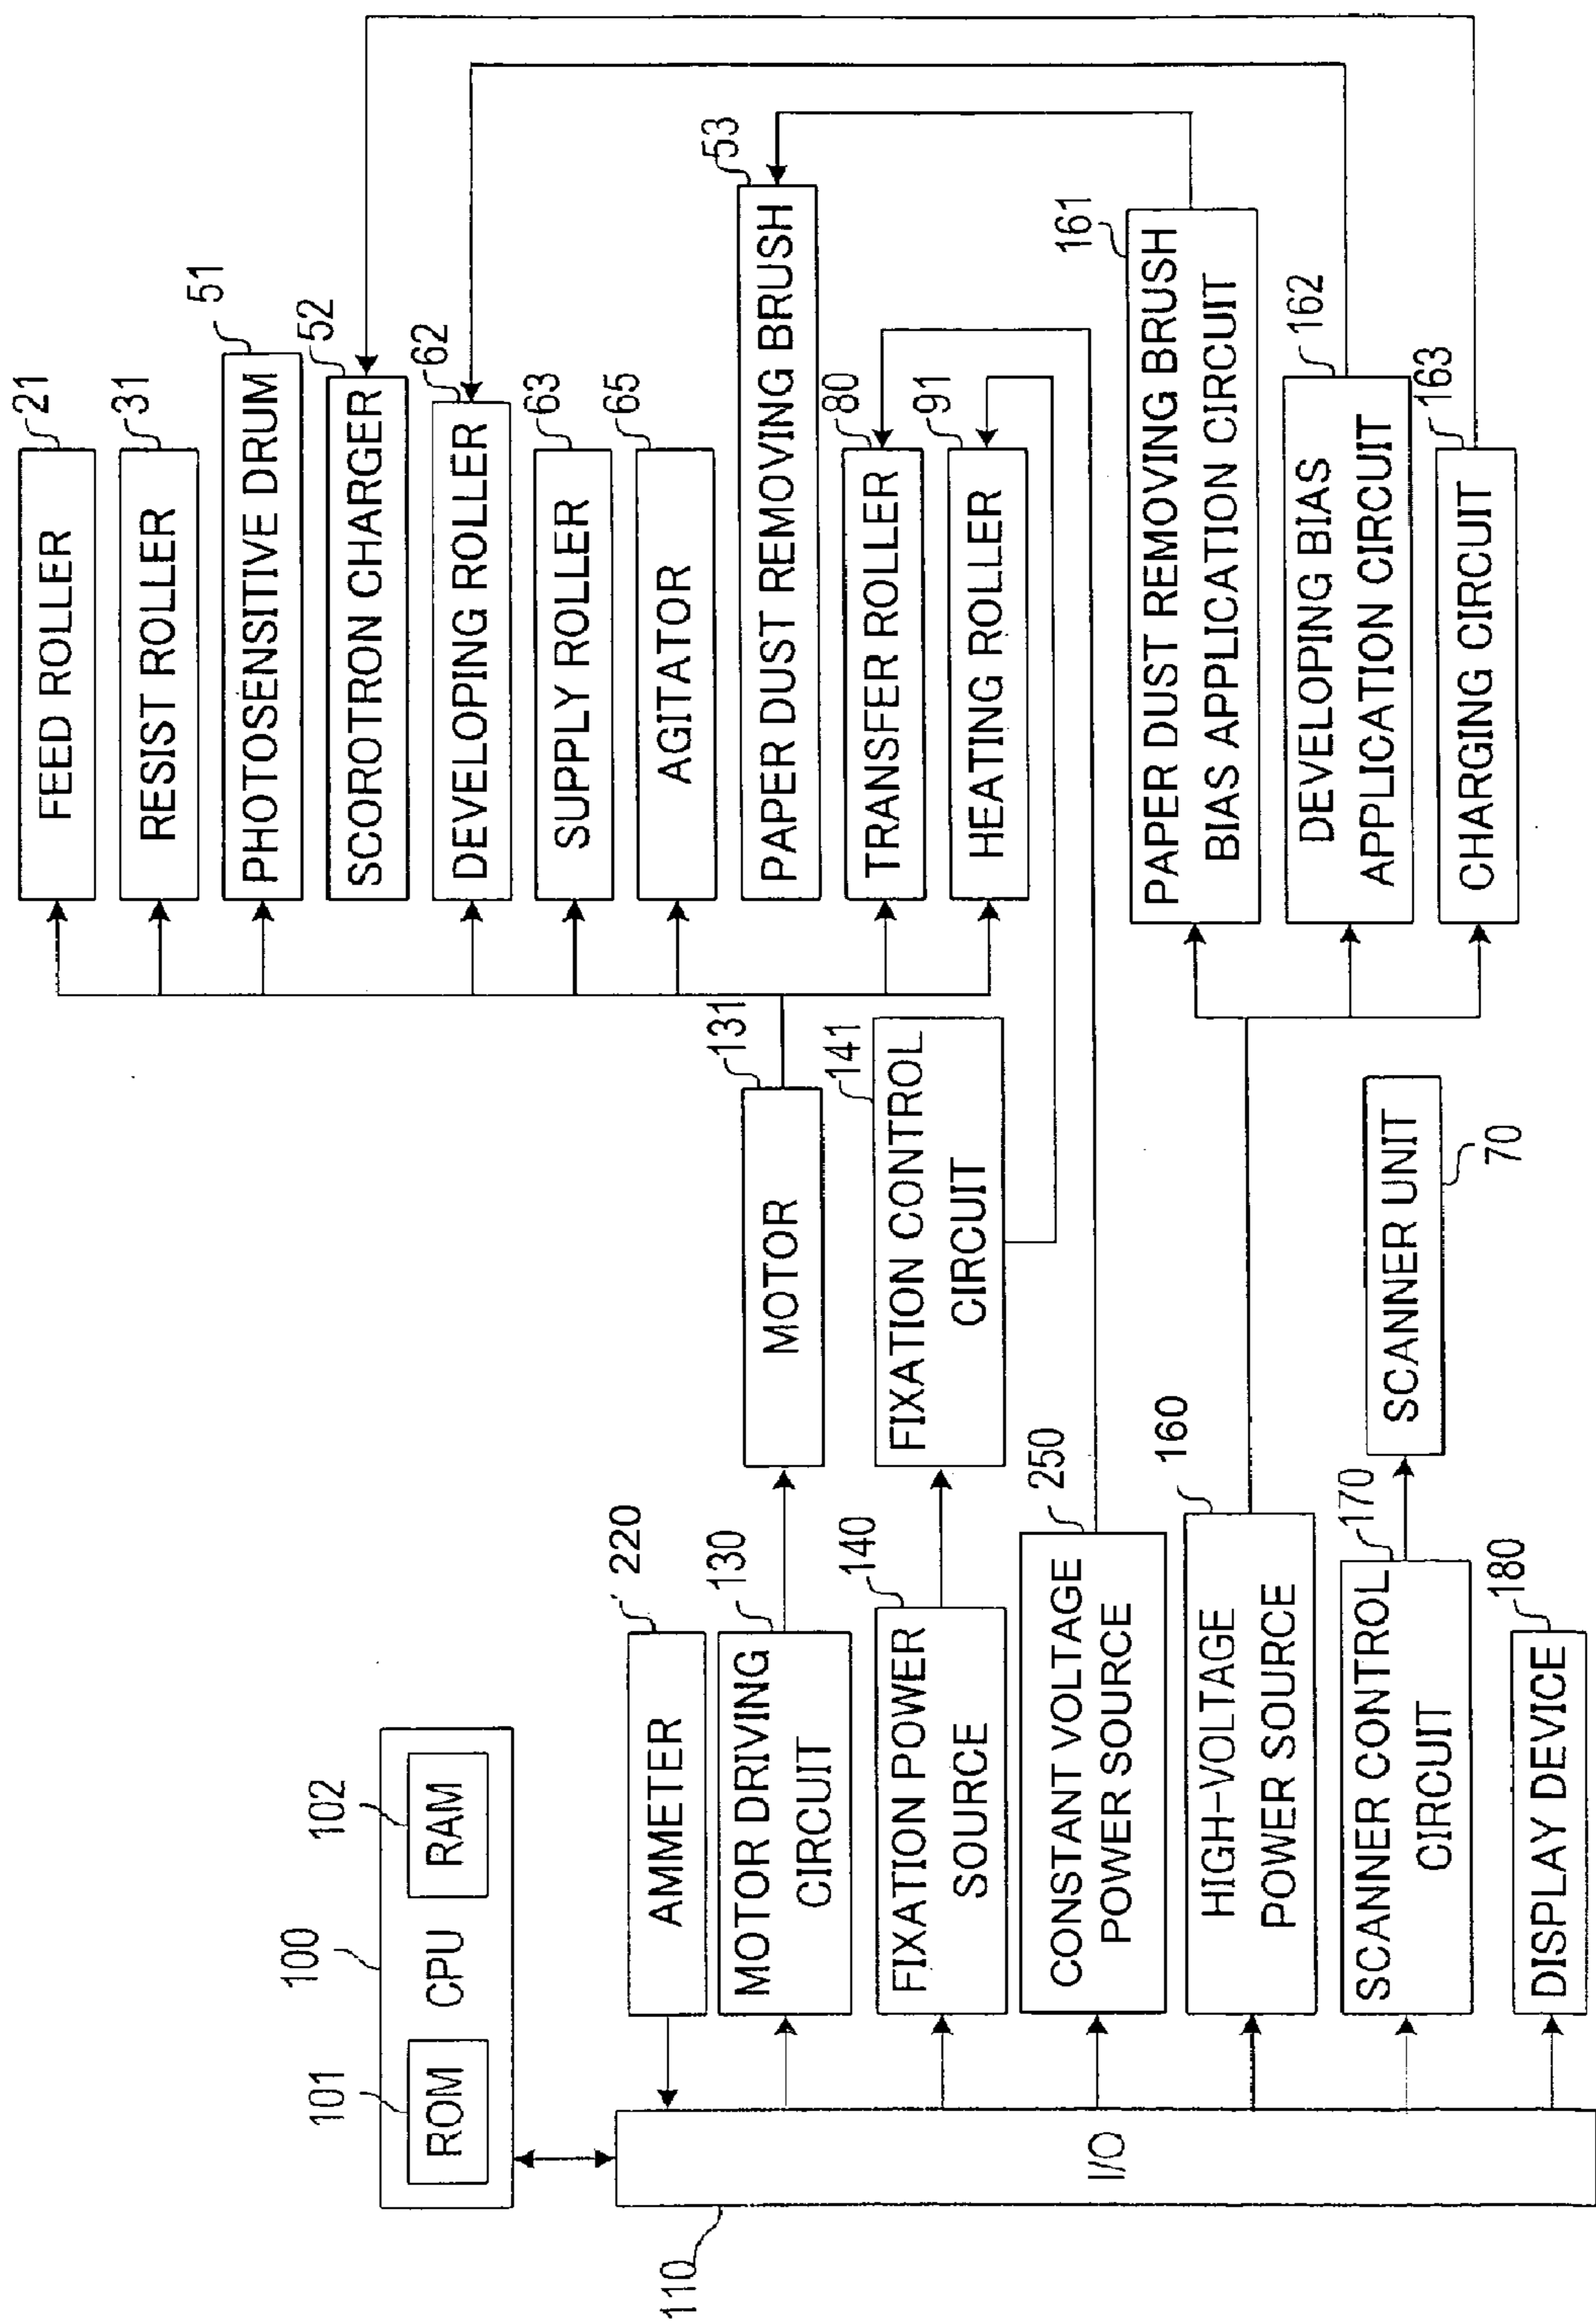 100
101
ROM
CPU
102
RAM
110
I/O
220
AMMETER
130
MOTOR DRIVING
CIRCUIT
140
FIXATION POWER
SOURCE
250
CONSTANT VOLTAGE
POWER SOURCE
160
HIGH-VOLTAGE
POWER SOURCE
170
SCANNER CONTROL
CIRCUIT
180
DISPLAY DEVICE
131
MOTOR
141
FIXATION CONTROL
CIRCUIT
SCANNER UNIT
70
21
FEED ROLLER
31
RESIST ROLLER
51
PHOTOSENSITIVE DRUM
52
SCOROTRON CHARGER
62
DEVELOPING ROLLER
63
SUPPLY ROLLER
65
AGITATOR
53
PAPER DUST REMOVING BRUSH
80
TRANSFER ROLLER
91
HEATING ROLLER
161
PAPER DUST REMOVING BRUSH
BIAS APPLICATION CIRCUIT
162
DEVELOPING BIAS
APPLICATION CIRCUIT
163
CHARGING CIRCUIT